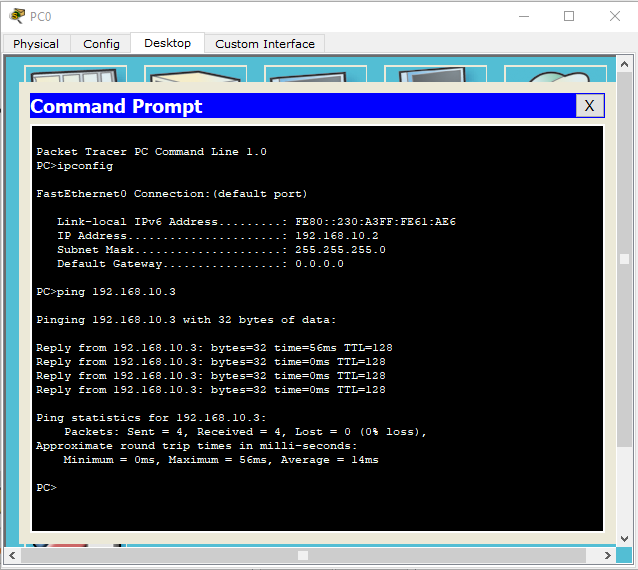 PC0
Physical Config Desktop Custom Interface
Command Prompt X
Packet Tracer PC Command Line 1.0
PC>ipconfig
FastEthernet0 Connection:(default port)
Link-local IPv6 Address.........: FE80::230:A3FF:FE61:AE6
IP Address......................: 192.168.10.2
Subnet Mask.....................: 255.255.255.0
Default Gateway.................: 0.0.0.0
PC>ping 192.168.10.3
Pinging 192.168.10.3 with 32 bytes of data:
Reply from 192.168.10.3: bytes=32 time=56ms TTL=128
Reply from 192.168.10.3: bytes=32 time=0ms TTL=128
Reply from 192.168.10.3: bytes=32 time=0ms TTL=128
Reply from 192.168.10.3: bytes=32 time=0ms TTL=128
Ping statistics for 192.168.10.3:
Packets: Sent = 4, Received = 4, Lost = 0 (0% loss),
Approximate round trip times in milli-seconds:
Minimum = 0ms, Maximum = 56ms, Average = 14ms
PC>